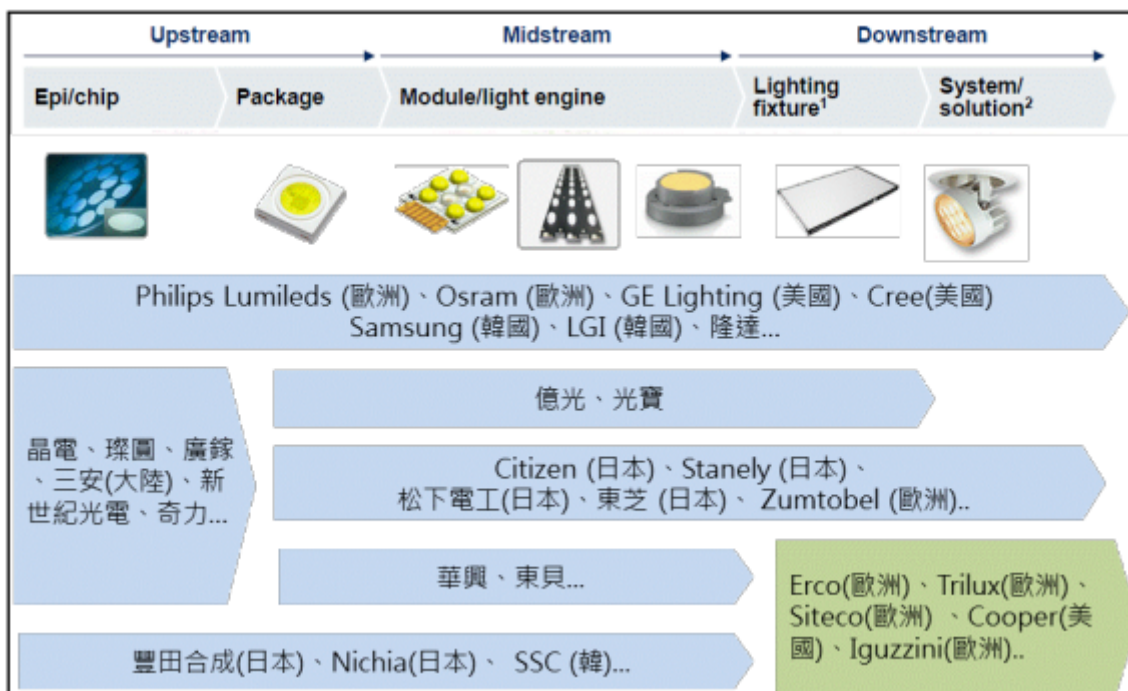 Upstream
Midstream
Downstream
Epi/chip
Package
Module/light engine
Lighting
fixture¹
System/
solution²
Philips Lumileds (歐洲)、Osram (歐洲)、GE Lighting (美國)、Cree(美國)
Samsung (韓國)、LGI (韓國)、隆達...
晶電、璨圓、廣鎵
、三安(大陸)、新
世紀光電、奇力...
億光、光寶
Citizen (日本)、Stanely (日本)、
松下電工(日本)、東芝 (日本)、 Zumtobel (歐洲)..
華興、東貝...
Erco(歐洲)、Trilux(歐洲)、
Siteco(歐洲) 、Cooper(美
國)、Iguzzini(歐洲)..
豐田合成(日本)、Nichia(日本)、 SSC (韓)...